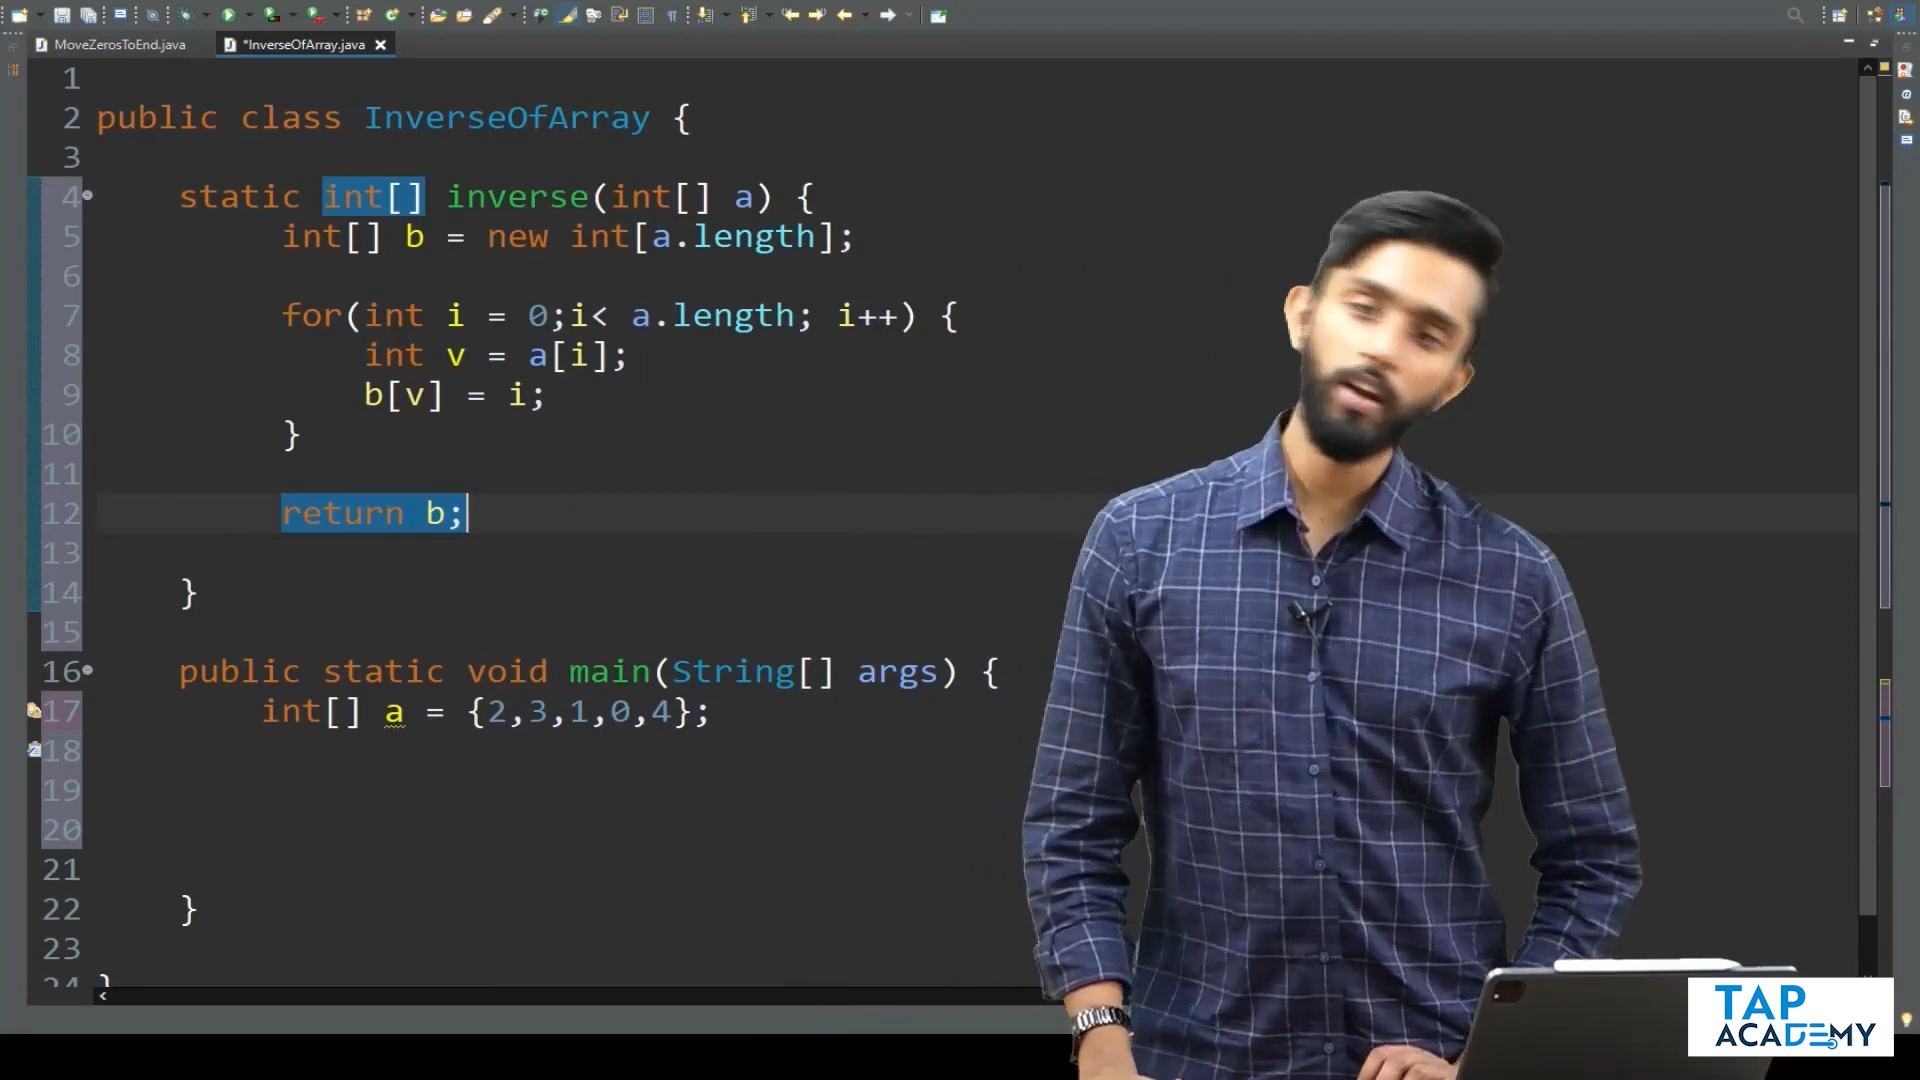 MoveZerosToEnd.java
*InverseOfArray.java
1
2 public class InverseOfArray {
3
4 static int[] inverse(int[] a) {
5 int[] b = new int[a.length];
6
7 for(int i = 0;i< a.length; i++) {
8 int v = a[i];
9 b[v] = i;
10 }
11
12 return b;
13
14 }
15
16 public static void main(String[] args) {
17 int[] a = {2,3,1,0,4};
18
19
20
21
22 }
23
24 }
TAP
ACADEMY